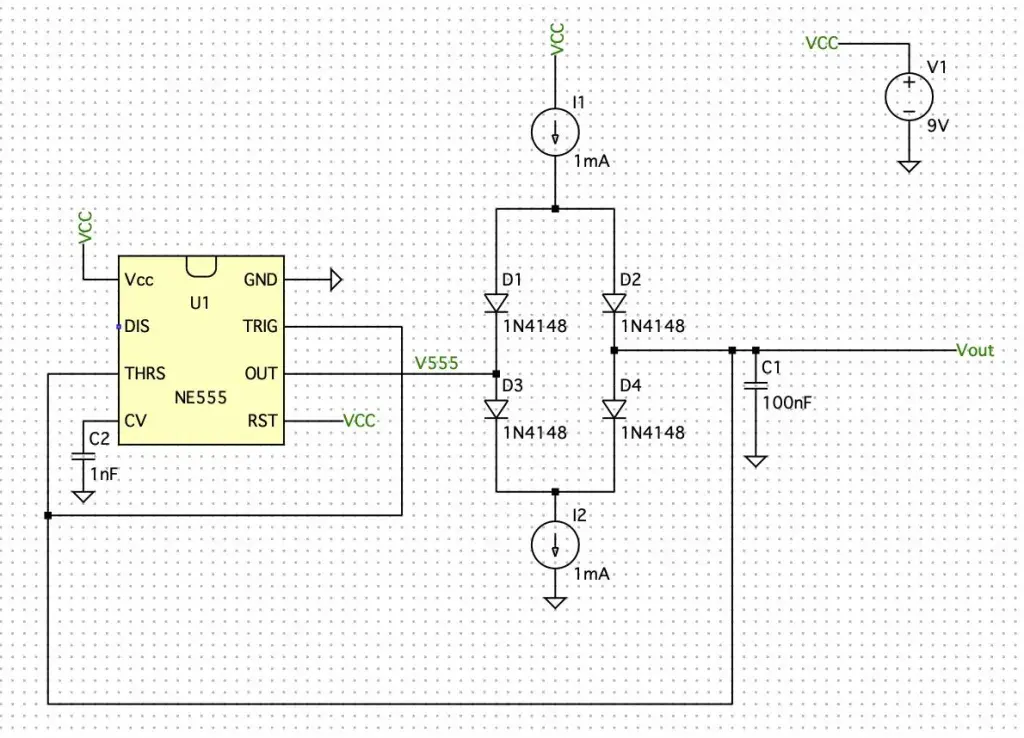 VCC
I1
1mA
VCC
V1
+
−
9V
VCC
Vcc
GND
U1
DIS
TRIG
THRS
OUT
NE555
CV
RST
VCC
C2
1nF
V555
D1
1N4148
D2
1N4148
D3
1N4148
D4
1N4148
Vout
C1
100nF
I2
1mA